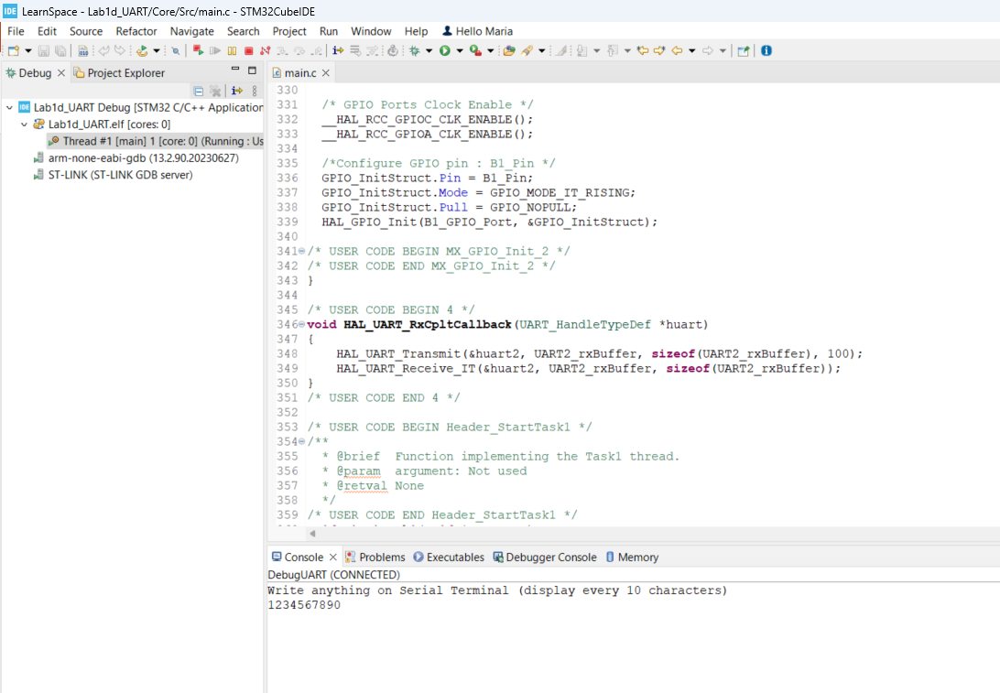 LearnSpace - Lab1d_UART/Core/Src/main.c - STM32CubeIDE
File Edit Source Refactor Navigate Search Project Run Window Help Hello Maria
Debug Project Explorer
Lab1d_UART Debug [STM32 C/C++ Application
Lab1d_UART.elf [cores: 0]
Thread #1 [main] 1 [core: 0] (Running : Us
arm-none-eabi-gdb (13.2.90.20230627)
ST-LINK (ST-LINK GDB server)
main.c
330
331 /* GPIO Ports Clock Enable */
332 __HAL_RCC_GPIOC_CLK_ENABLE();
333 __HAL_RCC_GPIOA_CLK_ENABLE();
334
335 /*Configure GPIO pin : B1_Pin */
336 GPIO_InitStruct.Pin = B1_Pin;
337 GPIO_InitStruct.Mode = GPIO_MODE_IT_RISING;
338 GPIO_InitStruct.Pull = GPIO_NOPULL;
339 HAL_GPIO_Init(B1_GPIO_Port, &GPIO_InitStruct);
340
341 /* USER CODE BEGIN MX_GPIO_Init_2 */
342 /* USER CODE END MX_GPIO_Init_2 */
343 }
344
345 /* USER CODE BEGIN 4 */
346 void HAL_UART_RxCpltCallback(UART_HandleTypeDef *huart)
347 {
348 HAL_UART_Transmit(&huart2, UART2_rxBuffer, sizeof(UART2_rxBuffer), 100);
349 HAL_UART_Receive_IT(&huart2, UART2_rxBuffer, sizeof(UART2_rxBuffer));
350 }
351 /* USER CODE END 4 */
352
353 /* USER CODE BEGIN Header_StartTask1 */
354 /**
355 * @brief Function implementing the Task1 thread.
356 * @param argument: Not used
357 * @retval None
358 */
359 /* USER CODE END Header_StartTask1 */
Console Problems Executables Debugger Console Memory
DebugUART (CONNECTED)
Write anything on Serial Terminal (display every 10 characters)
1234567890